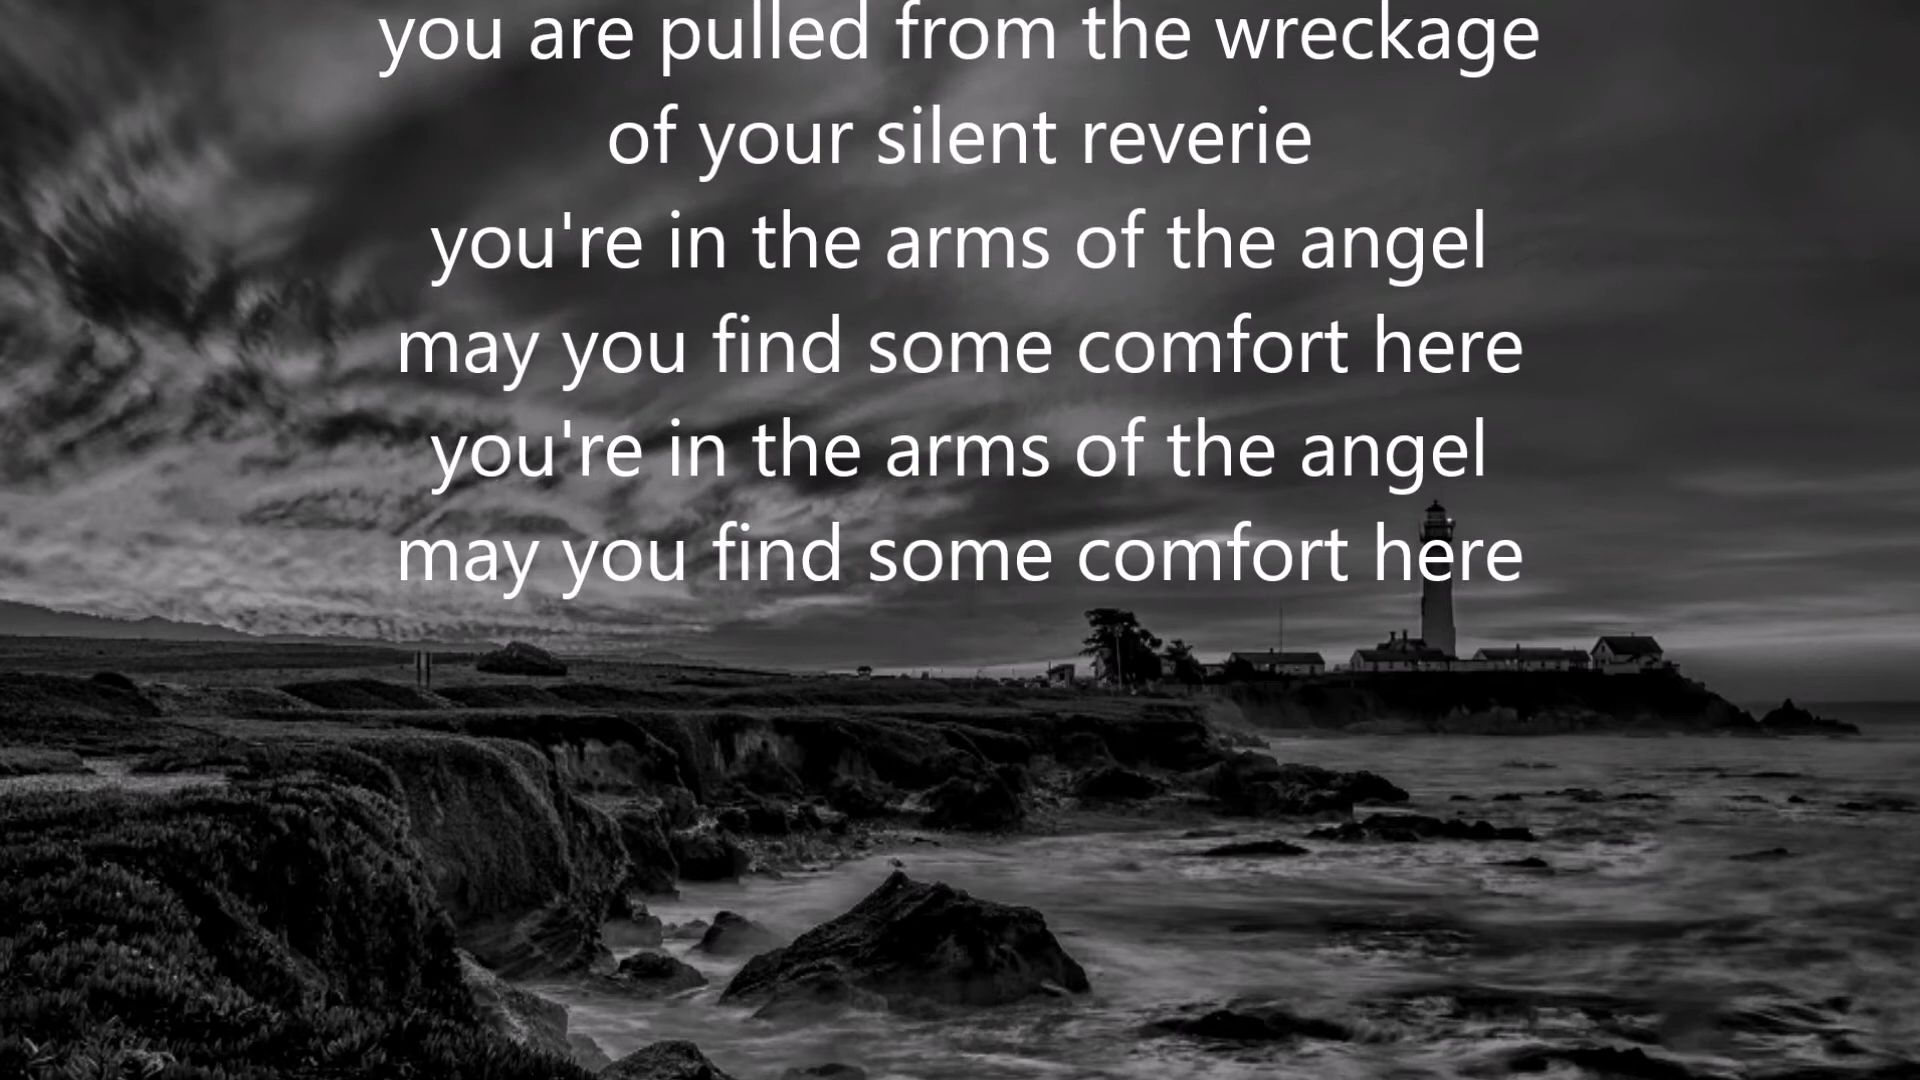 you are pulled from the wreckage
of your silent reverie
you're in the arms of the angel
may you find some comfort here
you're in the arms of the angel
may you find some comfort here